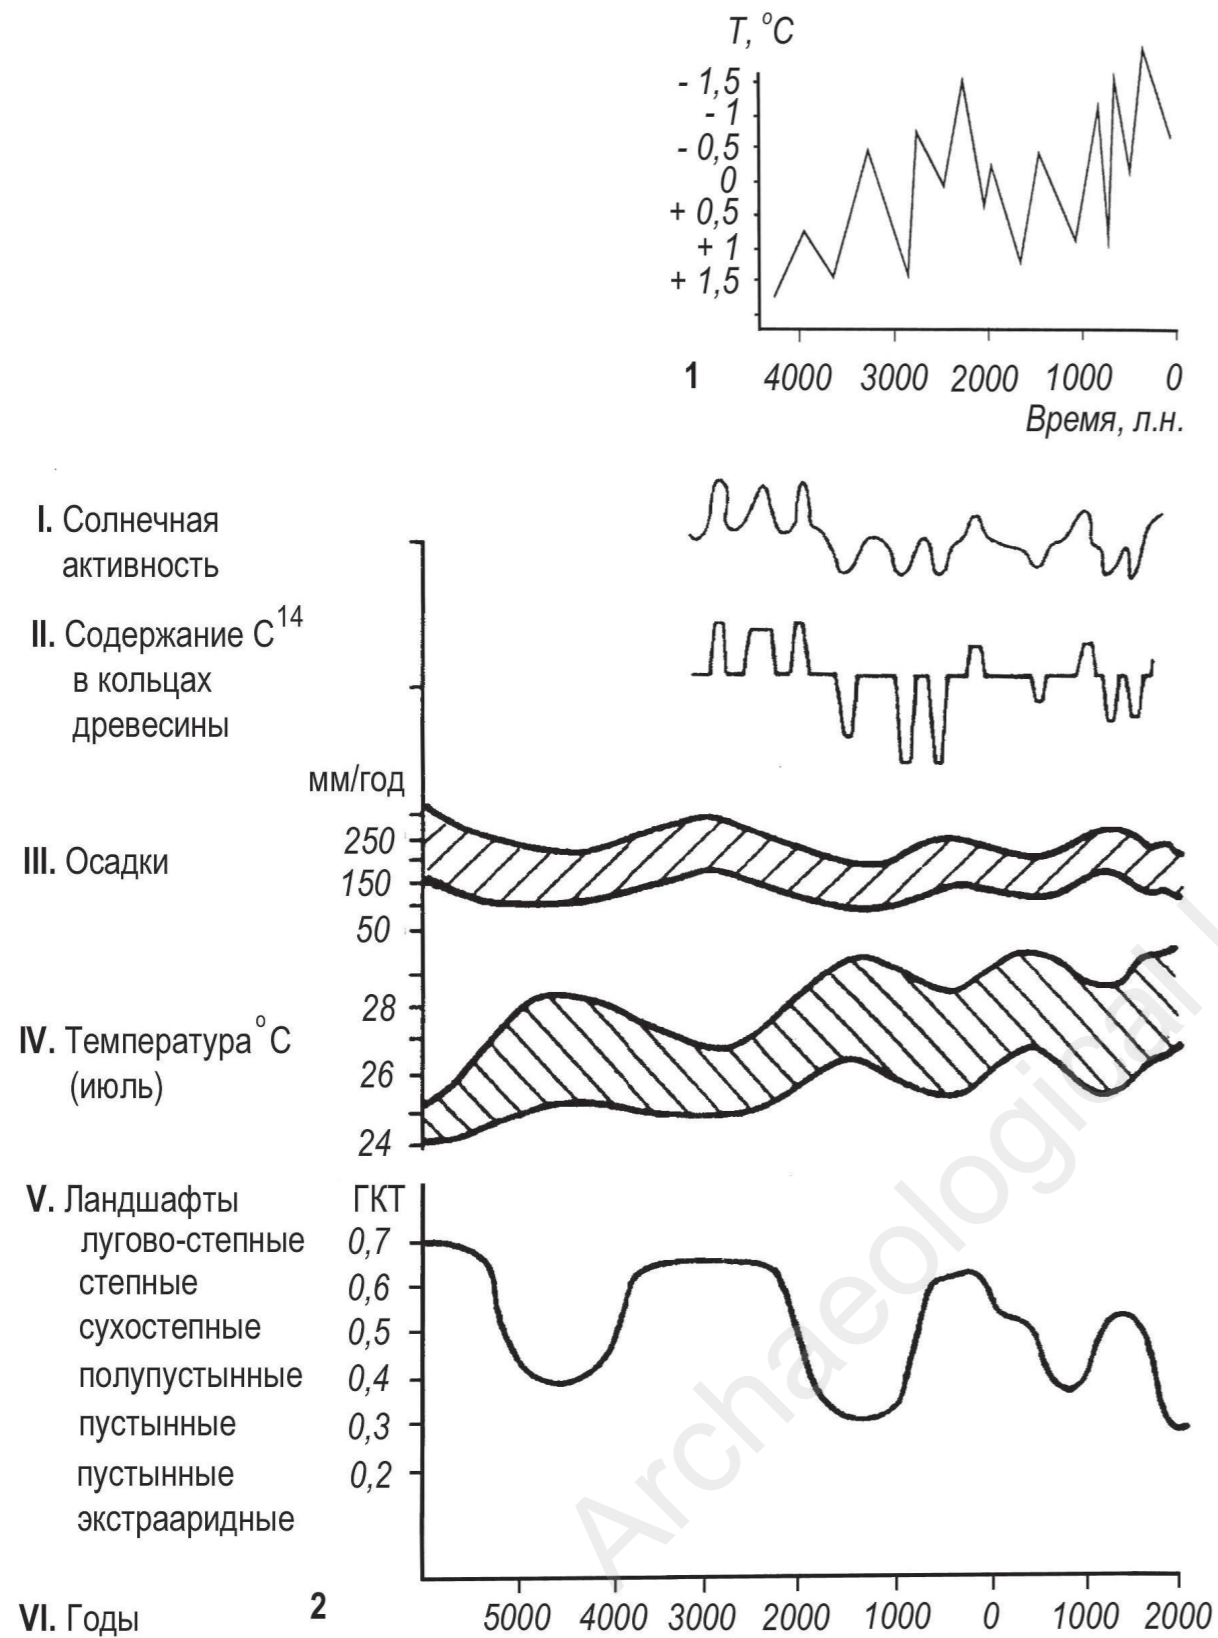 T, °C
- 1,5
- 1
- 0,5
0
+ 0,5
+ 1
+ 1,5
1 4000 3000 2000 1000 0
Время, л.н.
I. Солнечная
активность
II. Содержание C¹⁴
в кольцах
древесины
мм/год
250
III. Осадки
150
50
28
IV. Температура °C
26
(июль)
24
V. Ландшафты ГКТ
лугово-степные 0,7
степные 0,6
сухостепные 0,5
полупустынные 0,4
пустынные 0,3
пустынные 0,2
экстрааридные
VI. Годы 2 5000 4000 3000 2000 1000 0 1000 2000
Archaeological